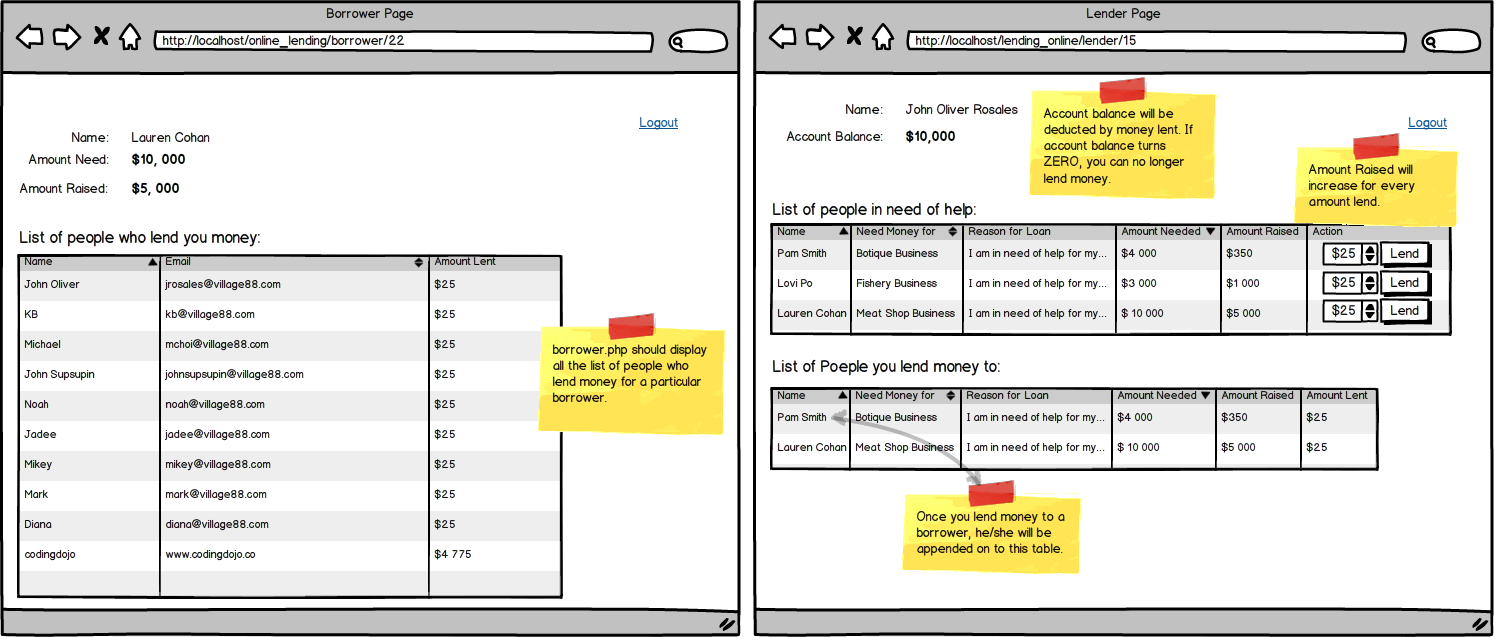 Borrower Page
http://localhost/online_lending/borrower/22
Logout
Name: Lauren Cohan
Amount Need: $10, 000
Amount Raised: $5, 000
List of people who lend you money:
Name Email Amount Lent
John Oliver jrosales@village88.com $25
KB kb@village88.com $25
Michael mchoi@village88.com $25
John Supsupin johnsupsupin@village88.com $25
Noah noah@village88.com $25
Jadee jadee@village88.com $25
Mikey mikey@village88.com $25
Mark mark@village88.com $25
Diana diana@village88.com $25
codingdojo www.codingdojo.co $4 775
borrower.php should display
all the list of people who
lend money for a particular
borrower.
Lender Page
http://localhost/lending_online/lender/15
Name: John Oliver Rosales
Account Balance: $10,000
Account balance will be
deducted by money lent. If
account balance turns
ZERO, you can no longer
lend money.
Logout
Amount Raised will
increase for every
amount lend.
List of people in need of help:
Name Need Money for Reason for Loan Amount Needed Amount Raised Action
Pam Smith Botique Business I am in need of help for my... $4 000 $350 $25 Lend
Lovi Po Fishery Business I am in need of help for my... $3 000 $1 000 $25 Lend
Lauren Cohan Meat Shop Business I am in need of help for my... $ 10 000 $5 000 $25 Lend
List of Poeple you lend money to:
Name Need Money for Reason for Loan Amount Needed Amount Raised Amount Lent
Pam Smith Botique Business I am in need of help for my... $4 000 $350 $25
Lauren Cohan Meat Shop Business I am in need of help for my... $ 10 000 $5 000 $25
Once you lend money to a
borrower, he/she will be
appended on to this table.